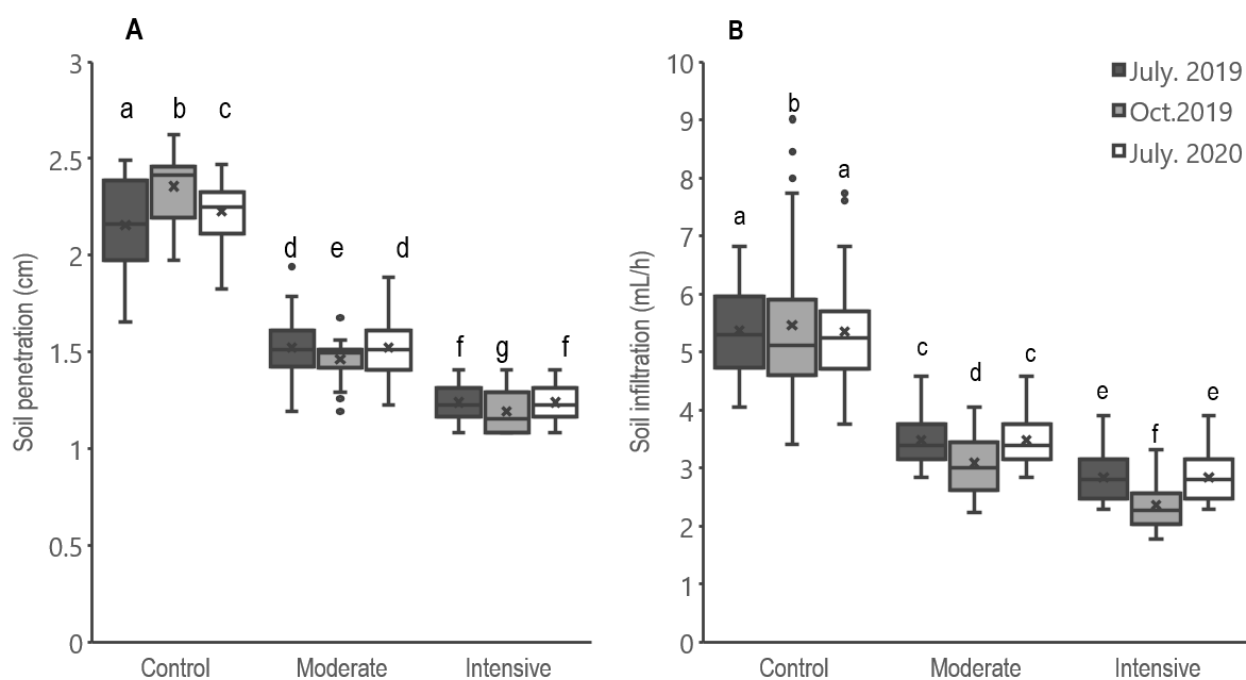 A
Soil penetration (cm)
3
2.5
2
1.5
1
0.5
0
a b c
d e d
f g f
Control Moderate Intensive
B
Soil infiltration (mL/h)
10
9
8
7
6
5
4
3
2
1
0
July. 2019
Oct.2019
July. 2020
a b a
c d c
e f e
Control Moderate Intensive